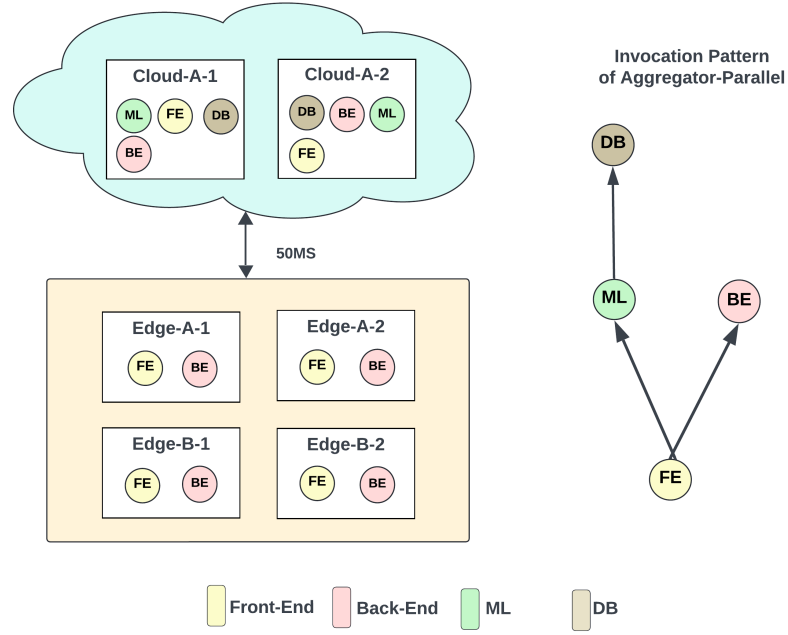 Cloud-A-1
ML FE DB
BE
Cloud-A-2
DB BE ML
FE
50MS
Edge-A-1
FE BE
Edge-A-2
FE BE
Edge-B-1
FE BE
Edge-B-2
FE BE
Invocation Pattern
of Aggregator-Parallel
DB
ML
BE
FE
Front-End
Back-End
ML
DB